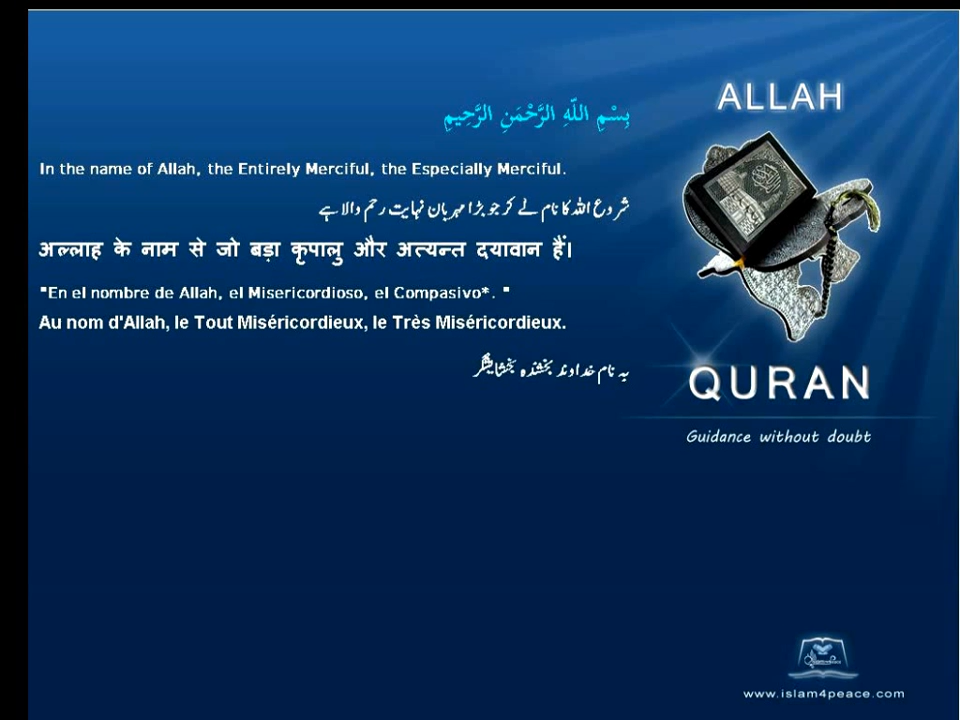 بِسْمِ اللّهِ الرَّحْمَنِ الرَّحِيمِ
In the name of Allah, the Entirely Merciful, the Especially Merciful.
شروع الله کا نام لے کر جو بڑا مہربان نہایت رحم والا ہے
अल्लाह के नाम से जो बड़ा कृपालु और अत्यन्त दयावान हैं।
"En el nombre de Allah, el Misericordioso, el Compasivo*. "
Au nom d'Allah, le Tout Miséricordieux, le Très Miséricordieux.
به نام خداوند بخشنده بخشایشگر
ALLAH
QURAN
Guidance without doubt
www.islam4peace.com